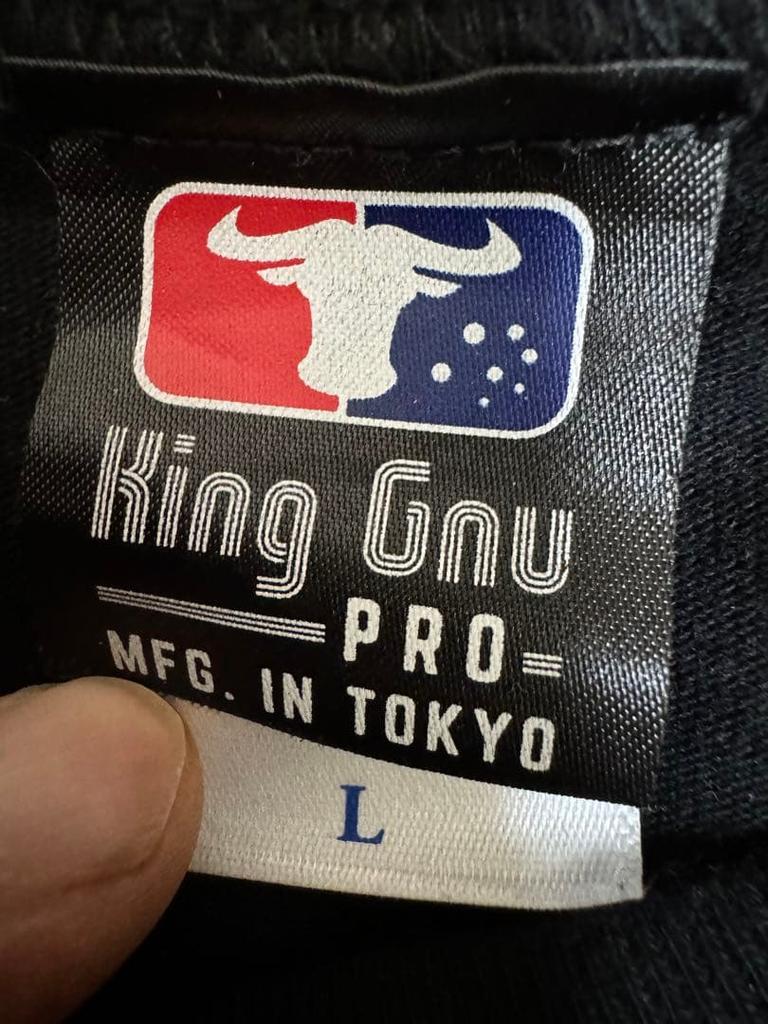 King Gnu
PRO
MFG. IN TOKYO
L